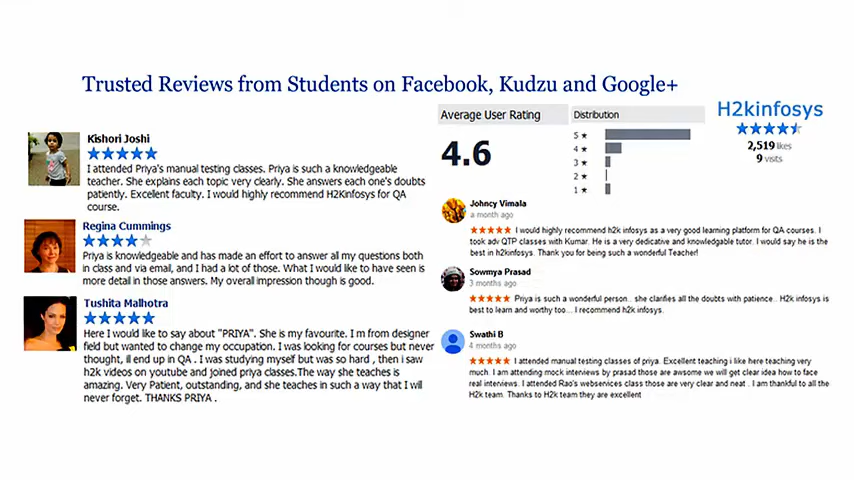 Trusted Reviews from Students on Facebook, Kudzu and Google+
Kishori Joshi
I attended Priya's manual testing classes. Priya is such a knowledgeable
teacher. She explains each topic very clearly. She answers each one's doubts
patiently. Excellent faculty. I would highly recommend H2Kinfosys for QA
course.
Regina Cummings
Priya is knowledgeable and has made an effort to answer all my questions both
in class and via email, and I had a lot of those. What I would like to have seen is
more detail in those answers. My overall impression though is good.
Tushita Malhotra
Here I would like to say about "PRIYA". She is my favourite. I m from designer
field but wanted to change my occupation. I was looking for courses but never
thought, ill end up in QA . I was studying myself but was so hard , then i saw
h2k videos on youtube and joined priya classes.The way she teaches is
amazing. Very Patient, outstanding, and she teaches in such a way that I will
never forget. THANKS PRIYA .
Average User Rating
4.6
Distribution
5 ★
4 ★
3 ★
2 ★
1 ★
H2kinfosys
2,519 likes
9 visits
Johncy Vimala
a month ago
I would highly recommend h2k infosys as a very good learning platform for QA courses. I
took adv QTP classes with Kumar. He is a very dedicative and knowledgable tutor. I would say he is the
best in h2kinfosys. Thank you for being such a wonderful Teacher!
Sowmya Prasad
3 months ago
Priya is such a wonderful person.. she clarifies all the doubts with patience.. H2k infosys is
best to learn and worthy too... I recommend h2k infosys.
Swathi B
4 months ago
I attended manual testing classes of priya. Excellent teaching i like here teaching very
much. I am attending mock interviews by prasad those are awsome we will get clear idea how to face
real interviews. I attended Rao's webservices class those are very clear and neat . I am thankful to all the
H2k team. Thanks to H2k team they are excellent